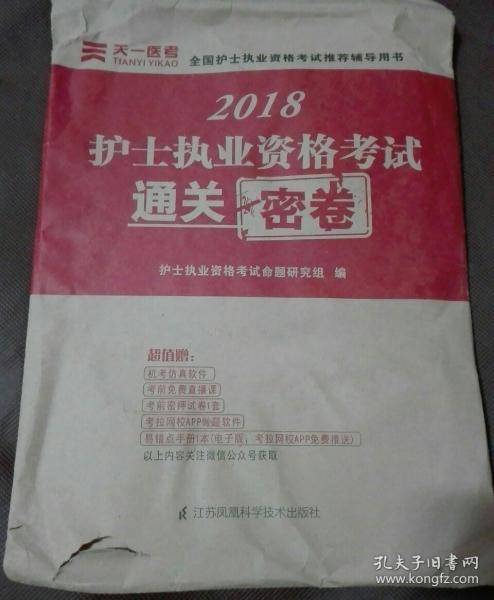 天一医考
TIANYI YIKAO
全国护士执业资格考试推荐辅导用书
2018
护士执业资格考试
通关密卷
护士执业资格考试命题研究组 编
超值赠:
机考仿真软件
考前免费直播课
考前密押试卷1套
考拉网校APP做题软件
易错点手册1本(电子版,考拉网校APP免费推送)
以上内容关注微信公众号获取
江苏凤凰科学技术出版社
孔夫子旧书网
www.kongfz.com